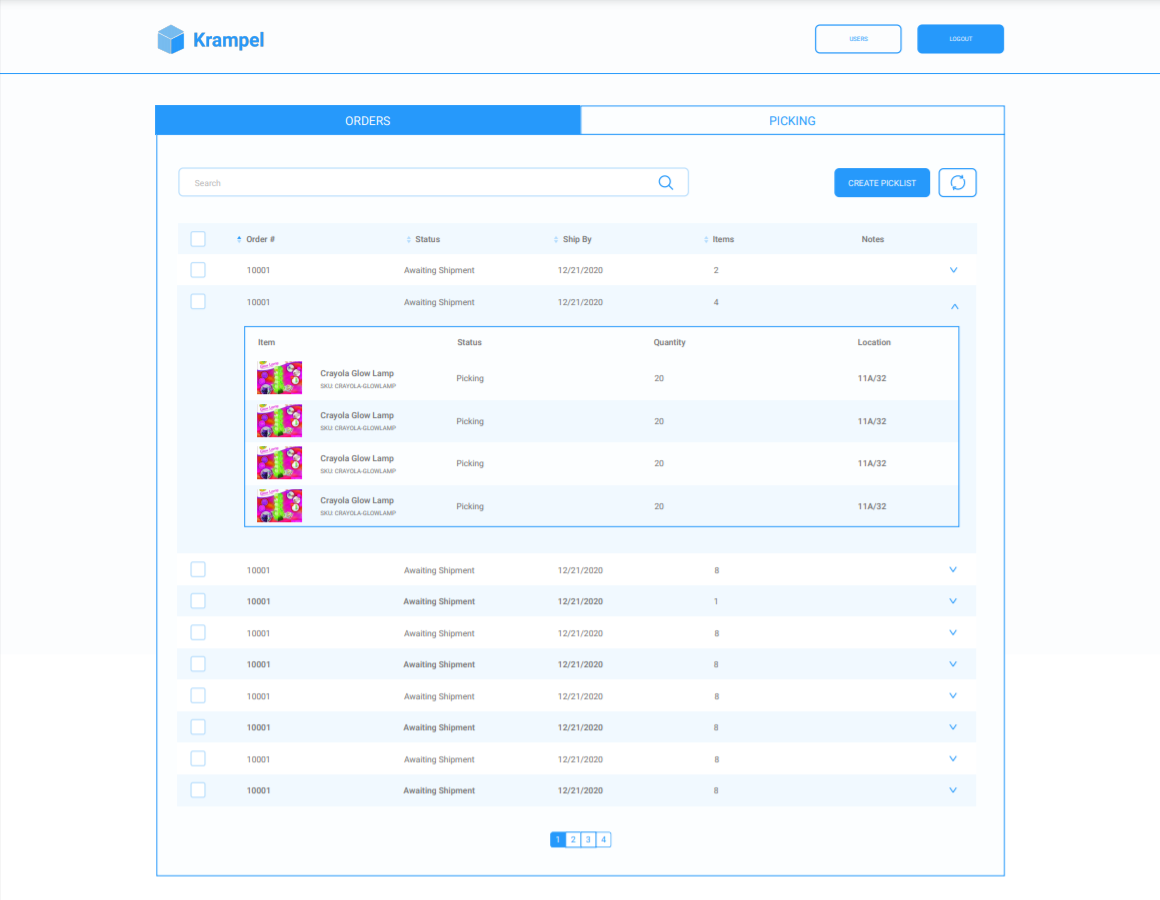 Krampel
USERS
LOGOUT
ORDERS
PICKING
Search
CREATE PICKLIST
Order # Status Ship By Items Notes
10001 Awaiting Shipment 12/21/2020 2
10001 Awaiting Shipment 12/21/2020 4
Item Status Quantity Location
Crayola Glow Lamp
SKU: CRAYOLA-GLOWLAMP
Picking 20 11A/32
Crayola Glow Lamp
SKU: CRAYOLA-GLOWLAMP
Picking 20 11A/32
Crayola Glow Lamp
SKU: CRAYOLA-GLOWLAMP
Picking 20 11A/32
Crayola Glow Lamp
SKU: CRAYOLA-GLOWLAMP
Picking 20 11A/32
10001 Awaiting Shipment 12/21/2020 8
10001 Awaiting Shipment 12/21/2020 1
10001 Awaiting Shipment 12/21/2020 8
10001 Awaiting Shipment 12/21/2020 8
10001 Awaiting Shipment 12/21/2020 8
10001 Awaiting Shipment 12/21/2020 8
10001 Awaiting Shipment 12/21/2020 8
10001 Awaiting Shipment 12/21/2020 8
1 2 3 4